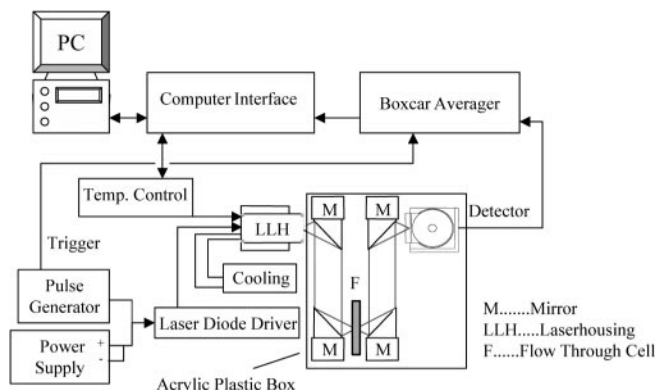 PC
Computer Interface
Boxcar Averager
Temp. Control
M
M
Detector
LLH
Trigger
Cooling
F
Pulse
Generator
M.......Mirror
LLH.....Laserhousing
F......Flow Through Cell
Laser Diode Driver
Power
Supply
+
-
M
M
Acrylic Plastic Box